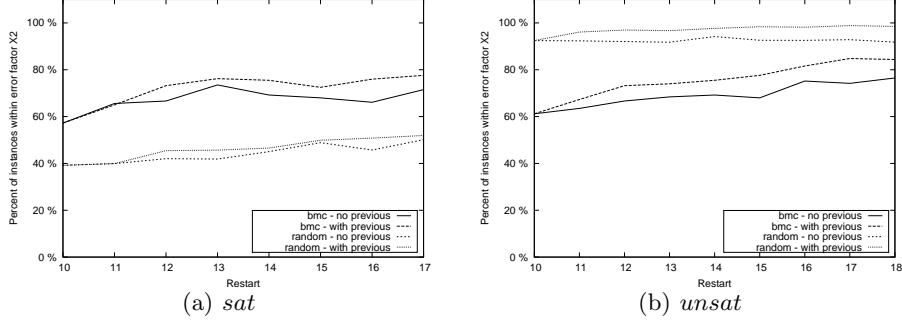 Percent of instances within error factor X2
100 %
80 %
60 %
40 %
20 %
0 %
bmc - no previous
bmc - with previous
random - no previous
random - with previous
10 11 12 13 14 15 16 17
Restart
(a) sat
Percent of instances within error factor X2
100 %
80 %
60 %
40 %
20 %
0 %
bmc - no previous
bmc - with previous
random - no previous
random - with previous
10 11 12 13 14 15 16 17 18
Restart
(b) unsat